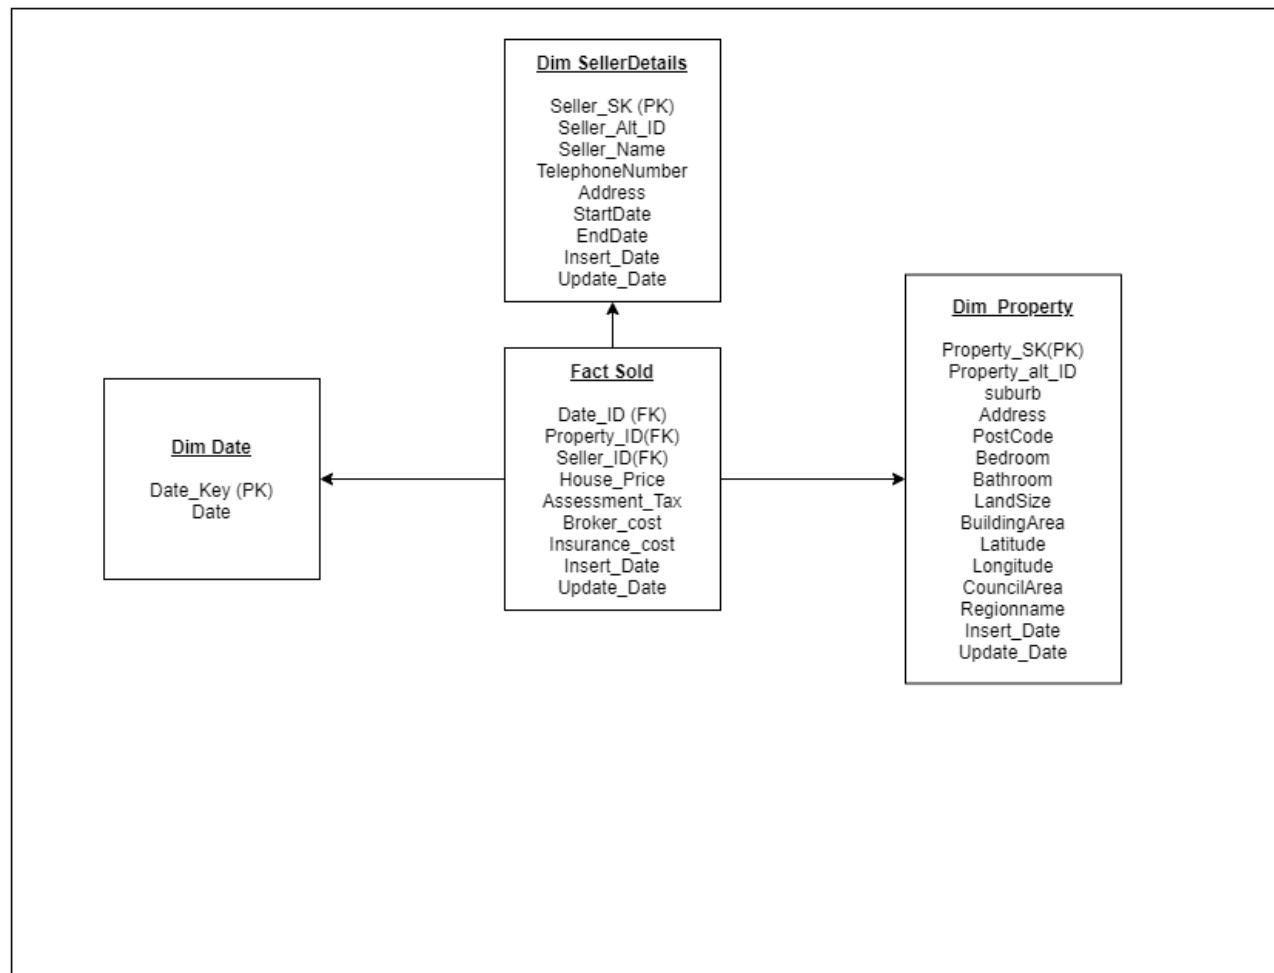 Dim SellerDetails
Seller_SK (PK)
Seller_Alt_ID
Seller_Name
TelephoneNumber
Address
StartDate
EndDate
Insert_Date
Update_Date
Dim Date
Date_Key (PK)
Date
Fact Sold
Date_ID (FK)
Property_ID(FK)
Seller_ID(FK)
House_Price
Assessment_Tax
Broker_cost
Insurance_cost
Insert_Date
Update_Date
Dim_Property
Property_SK(PK)
Property_alt_ID
suburb
Address
PostCode
Bedroom
Bathroom
LandSize
BuildingArea
Latitude
Longitude
CouncilArea
Regionname
Insert_Date
Update_Date